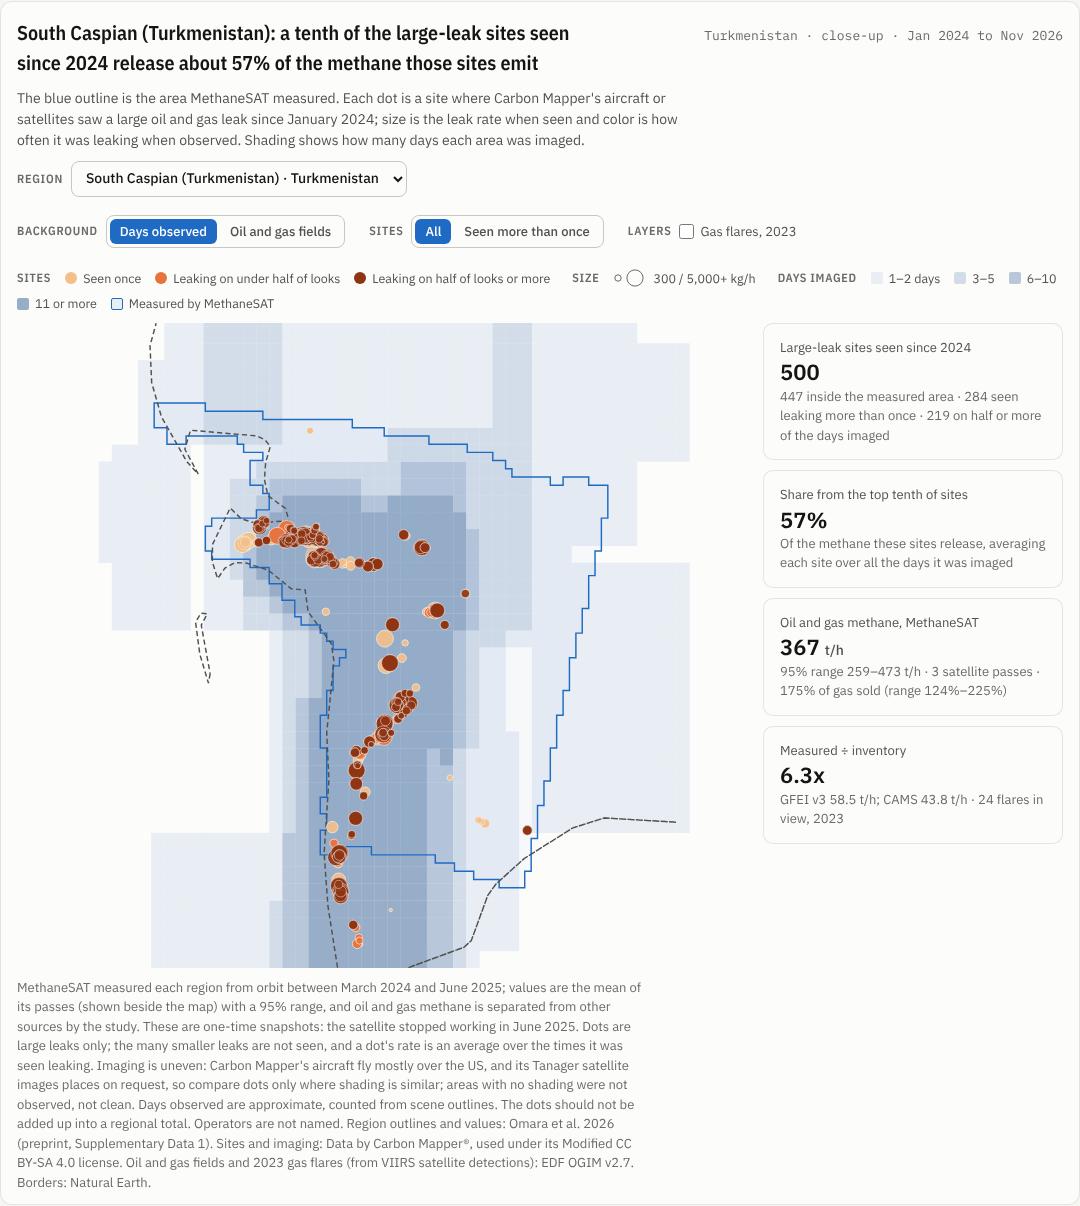 South Caspian (Turkmenistan): a tenth of the large-leak sites seen
since 2024 release about 57% of the methane those sites emit
Turkmenistan · close-up · Jan 2024 to Nov 2026
The blue outline is the area MethaneSAT measured. Each dot is a site where Carbon Mapper's aircraft or
satellites saw a large oil and gas leak since January 2024; size is the leak rate when seen and color is how
often it was leaking when observed. Shading shows how many days each area was imaged.
REGION South Caspian (Turkmenistan) · Turkmenistan
BACKGROUND Days observed Oil and gas fields SITES All Seen more than once LAYERS Gas flares, 2023
SITES Seen once Leaking on under half of looks Leaking on half of looks or more SIZE 300 / 5,000+ kg/h DAYS IMAGED 1–2 days 3–5 6–10
11 or more Measured by MethaneSAT
Large-leak sites seen since 2024
500
447 inside the measured area · 284 seen
leaking more than once · 219 on half or more
of the days imaged
Share from the top tenth of sites
57%
Of the methane these sites release, averaging
each site over all the days it was imaged
Oil and gas methane, MethaneSAT
367 t/h
95% range 259–473 t/h · 3 satellite passes ·
175% of gas sold (range 124%–225%)
Measured ÷ inventory
6.3x
GFEI v3 58.5 t/h; CAMS 43.8 t/h · 24 flares in
view, 2023
MethaneSAT measured each region from orbit between March 2024 and June 2025; values are the mean of
its passes (shown beside the map) with a 95% range, and oil and gas methane is separated from other
sources by the study. These are one-time snapshots: the satellite stopped working in June 2025. Dots are
large leaks only; the many smaller leaks are not seen, and a dot's rate is an average over the times it was
seen leaking. Imaging is uneven: Carbon Mapper's aircraft fly mostly over the US, and its Tanager satellite
images places on request, so compare dots only where shading is similar; areas with no shading were not
observed, not clean. Days observed are approximate, counted from scene outlines. The dots should not be
added up into a regional total. Operators are not named. Region outlines and values: Omara et al. 2026
(preprint, Supplementary Data 1). Sites and imaging: Data by Carbon Mapper®, used under its Modified CC
BY-SA 4.0 license. Oil and gas fields and 2023 gas flares (from VIIRS satellite detections): EDF OGIM v2.7.
Borders: Natural Earth.